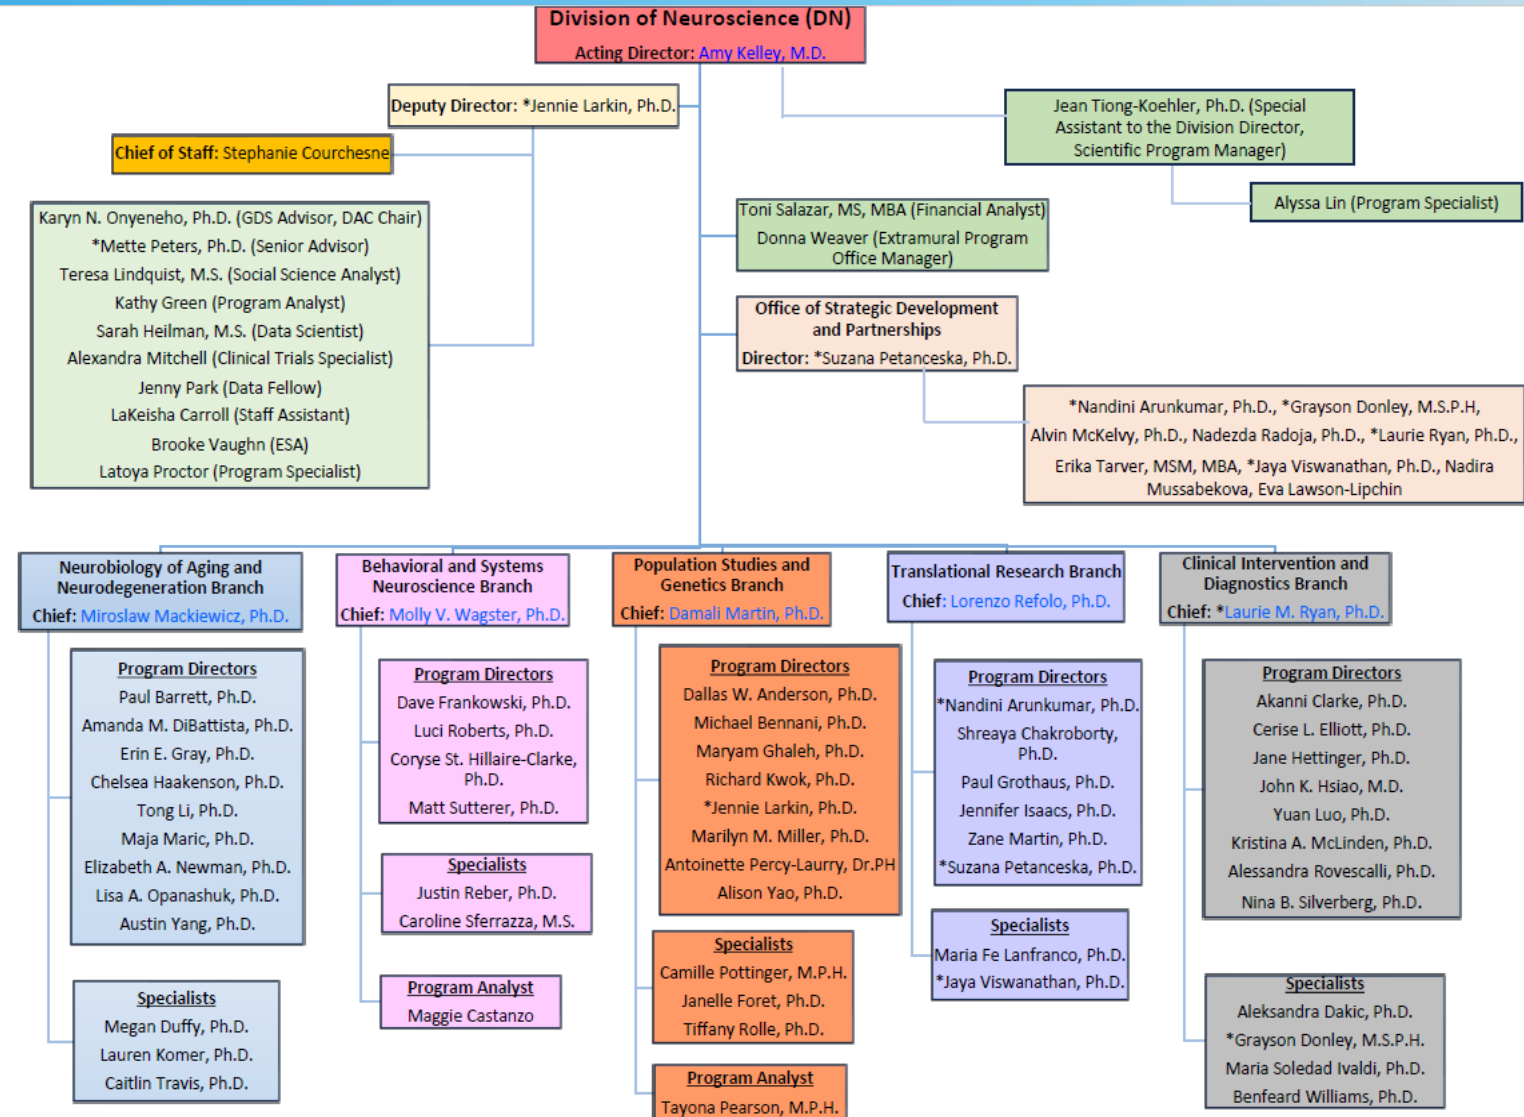 Division of Neuroscience (DN)
Acting Director: Amy Kelley, M.D.
Deputy Director: *Jennie Larkin, Ph.D.
Chief of Staff: Stephanie Courchesne
Jean Tiong-Koehler, Ph.D. (Special
Assistant to the Division Director,
Scientific Program Manager)
Alyssa Lin (Program Specialist)
Karyn N. Onyeneho, Ph.D. (GDS Advisor, DAC Chair)
*Mette Peters, Ph.D. (Senior Advisor)
Teresa Lindquist, M.S. (Social Science Analyst)
Kathy Green (Program Analyst)
Sarah Heilman, M.S. (Data Scientist)
Alexandra Mitchell (Clinical Trials Specialist)
Jenny Park (Data Fellow)
LaKeisha Carroll (Staff Assistant)
Brooke Vaughn (ESA)
Latoya Proctor (Program Specialist)
Toni Salazar, MS, MBA (Financial Analyst)
Donna Weaver (Extramural Program
Office Manager)
Office of Strategic Development
and Partnerships
Director: *Suzana Petanceska, Ph.D.
*Nandini Arunkumar, Ph.D., *Grayson Donley, M.S.P.H,
Alvin McKelvy, Ph.D., Nadezda Radoja, Ph.D., *Laurie Ryan, Ph.D.,
Erika Tarver, MSM, MBA, *Jaya Viswanathan, Ph.D., Nadira
Mussabekova, Eva Lawson-Lipchin
Neurobiology of Aging and
Neurodegeneration Branch
Chief: Miroslaw Mackiewicz, Ph.D.
Program Directors
Paul Barrett, Ph.D.
Amanda M. DiBattista, Ph.D.
Erin E. Gray, Ph.D.
Chelsea Haakenson, Ph.D.
Tong Li, Ph.D.
Maja Maric, Ph.D.
Elizabeth A. Newman, Ph.D.
Lisa A. Opanashuk, Ph.D.
Austin Yang, Ph.D.
Specialists
Megan Duffy, Ph.D.
Lauren Komer, Ph.D.
Caitlin Travis, Ph.D.
Behavioral and Systems
Neuroscience Branch
Chief: Molly V. Wagster, Ph.D.
Program Directors
Dave Frankowski, Ph.D.
Luci Roberts, Ph.D.
Coryse St. Hillaire-Clarke,
Ph.D.
Matt Sutterer, Ph.D.
Specialists
Justin Reber, Ph.D.
Caroline Sferrazza, M.S.
Program Analyst
Maggie Castanzo
Population Studies and
Genetics Branch
Chief: Damali Martin, Ph.D.
Program Directors
Dallas W. Anderson, Ph.D.
Michael Bennani, Ph.D.
Maryam Ghaleh, Ph.D.
Richard Kwok, Ph.D.
*Jennie Larkin, Ph.D.
Marilyn M. Miller, Ph.D.
Antoinette Percy-Laurry, Dr.PH
Alison Yao, Ph.D.
Specialists
Camille Pottinger, M.P.H.
Janelle Foret, Ph.D.
Tiffany Rolle, Ph.D.
Program Analyst
Tayona Pearson, M.P.H.
Translational Research Branch
Chief: Lorenzo Refolo, Ph.D.
Program Directors
*Nandini Arunkumar, Ph.D.
Shreaya Chakroborty,
Ph.D.
Paul Grothaus, Ph.D.
Jennifer Isaacs, Ph.D.
Zane Martin, Ph.D.
*Suzana Petanceska, Ph.D.
Specialists
Maria Fe Lanfranco, Ph.D.
*Jaya Viswanathan, Ph.D.
Clinical Intervention and
Diagnostics Branch
Chief: *Laurie M. Ryan, Ph.D.
Program Directors
Akanni Clarke, Ph.D.
Cerise L. Elliott, Ph.D.
Jane Hettinger, Ph.D.
John K. Hsiao, M.D.
Yuan Luo, Ph.D.
Kristina A. McLinden, Ph.D.
Alessandra Rovescalli, Ph.D.
Nina B. Silverberg, Ph.D.
Specialists
Aleksandra Dakic, Ph.D.
*Grayson Donley, M.S.P.H.
Maria Soledad Ivaldi, Ph.D.
Benfeard Williams, Ph.D.